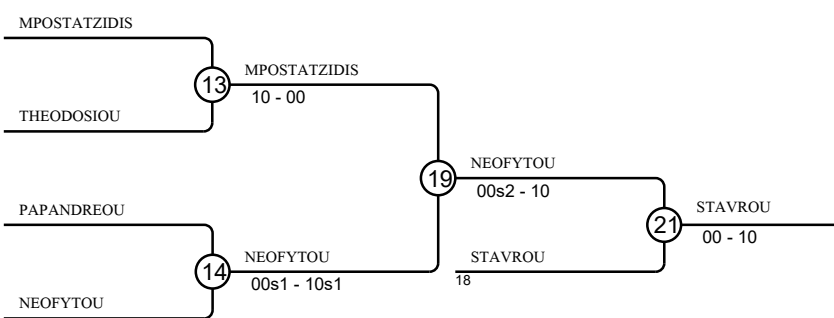 MPOSTATZIDIS
13
MPOSTATZIDIS
10 - 00
THEODOSIOU
19
NEOFYTOU
00s2 - 10
PAPANDREOU
14
NEOFYTOU
00s1 - 10s1
NEOFYTOU
STAVROU
18
21
STAVROU
00 - 10